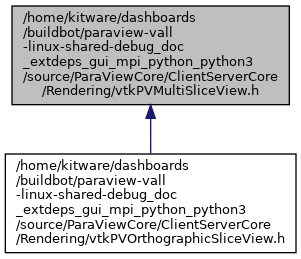 /home/kitware/dashboards
/buildbot/paraview-vall
-linux-shared-debug_doc
_extdeps_gui_mpi_python_python3
/source/ParaViewCore/ClientServerCore
/Rendering/vtkPVMultiSliceView.h
/home/kitware/dashboards
/buildbot/paraview-vall
-linux-shared-debug_doc
_extdeps_gui_mpi_python_python3
/source/ParaViewCore/ClientServerCore
/Rendering/vtkPVOrthographicSliceView.h